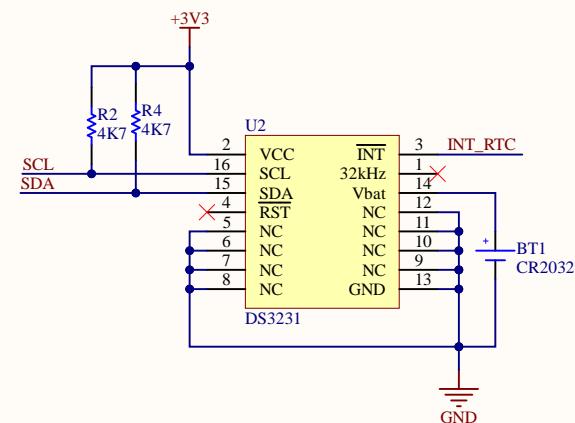 +3V3
R2
4K7
R4
4K7
U2
SCL
SDA
2 VCC INT 3 INT_RTC
16 SCL 32kHz 1
15 SDA Vbat 14
4 RST NC 12
5 NC NC 11
6 NC NC 10
7 NC NC 9
8 NC GND 13
DS3231
+
BT1
CR2032
GND